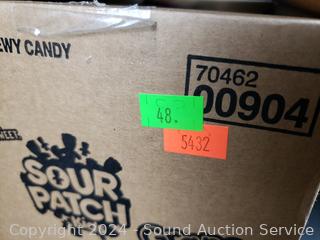 EWY CANDY
70462
00904
48.
5432
SOUR
PATCH
Copyright 2024 - Sound Auction Service